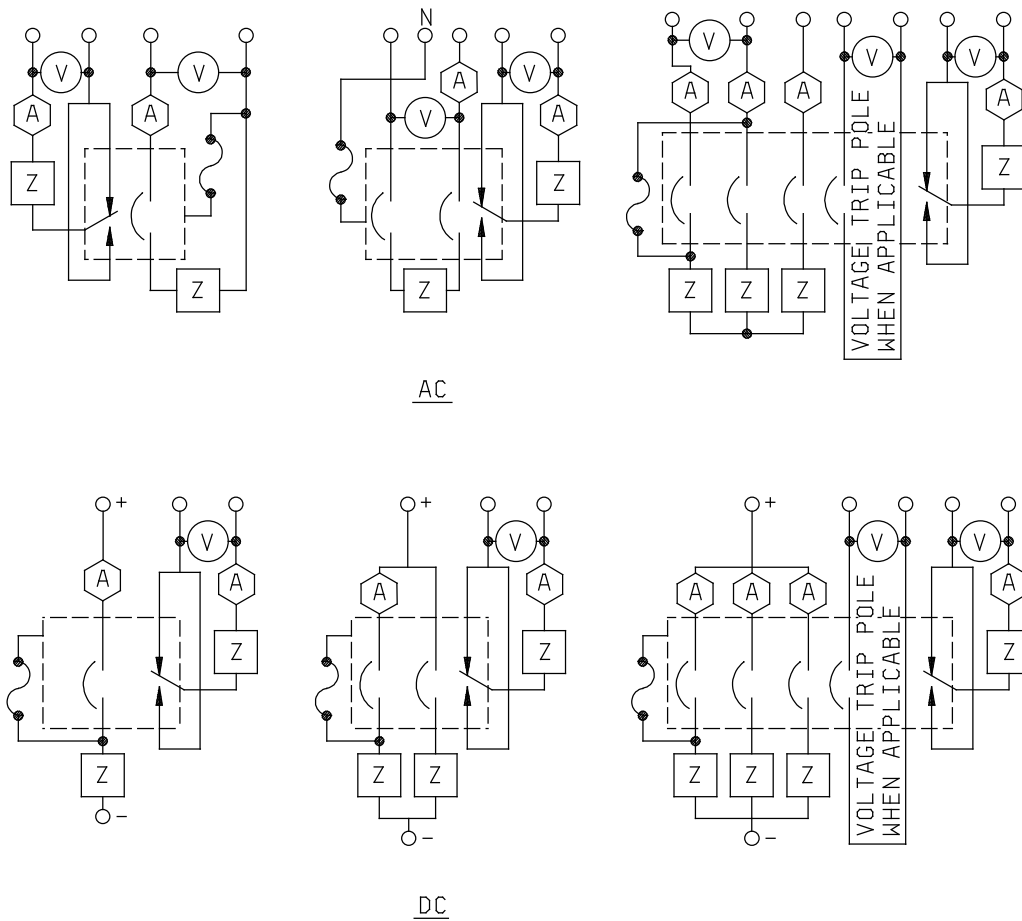 N
V V V V V V V
A A A A A A A A
Z Z Z Z Z Z Z Z
VOLTAGE TRIP POLE
WHEN APPLICABLE
AC
+ + +
V V V V
A A A A A A A
Z Z Z Z Z Z Z Z Z
VOLTAGE TRIP POLE
WHEN APPLICABLE
- - -
DC